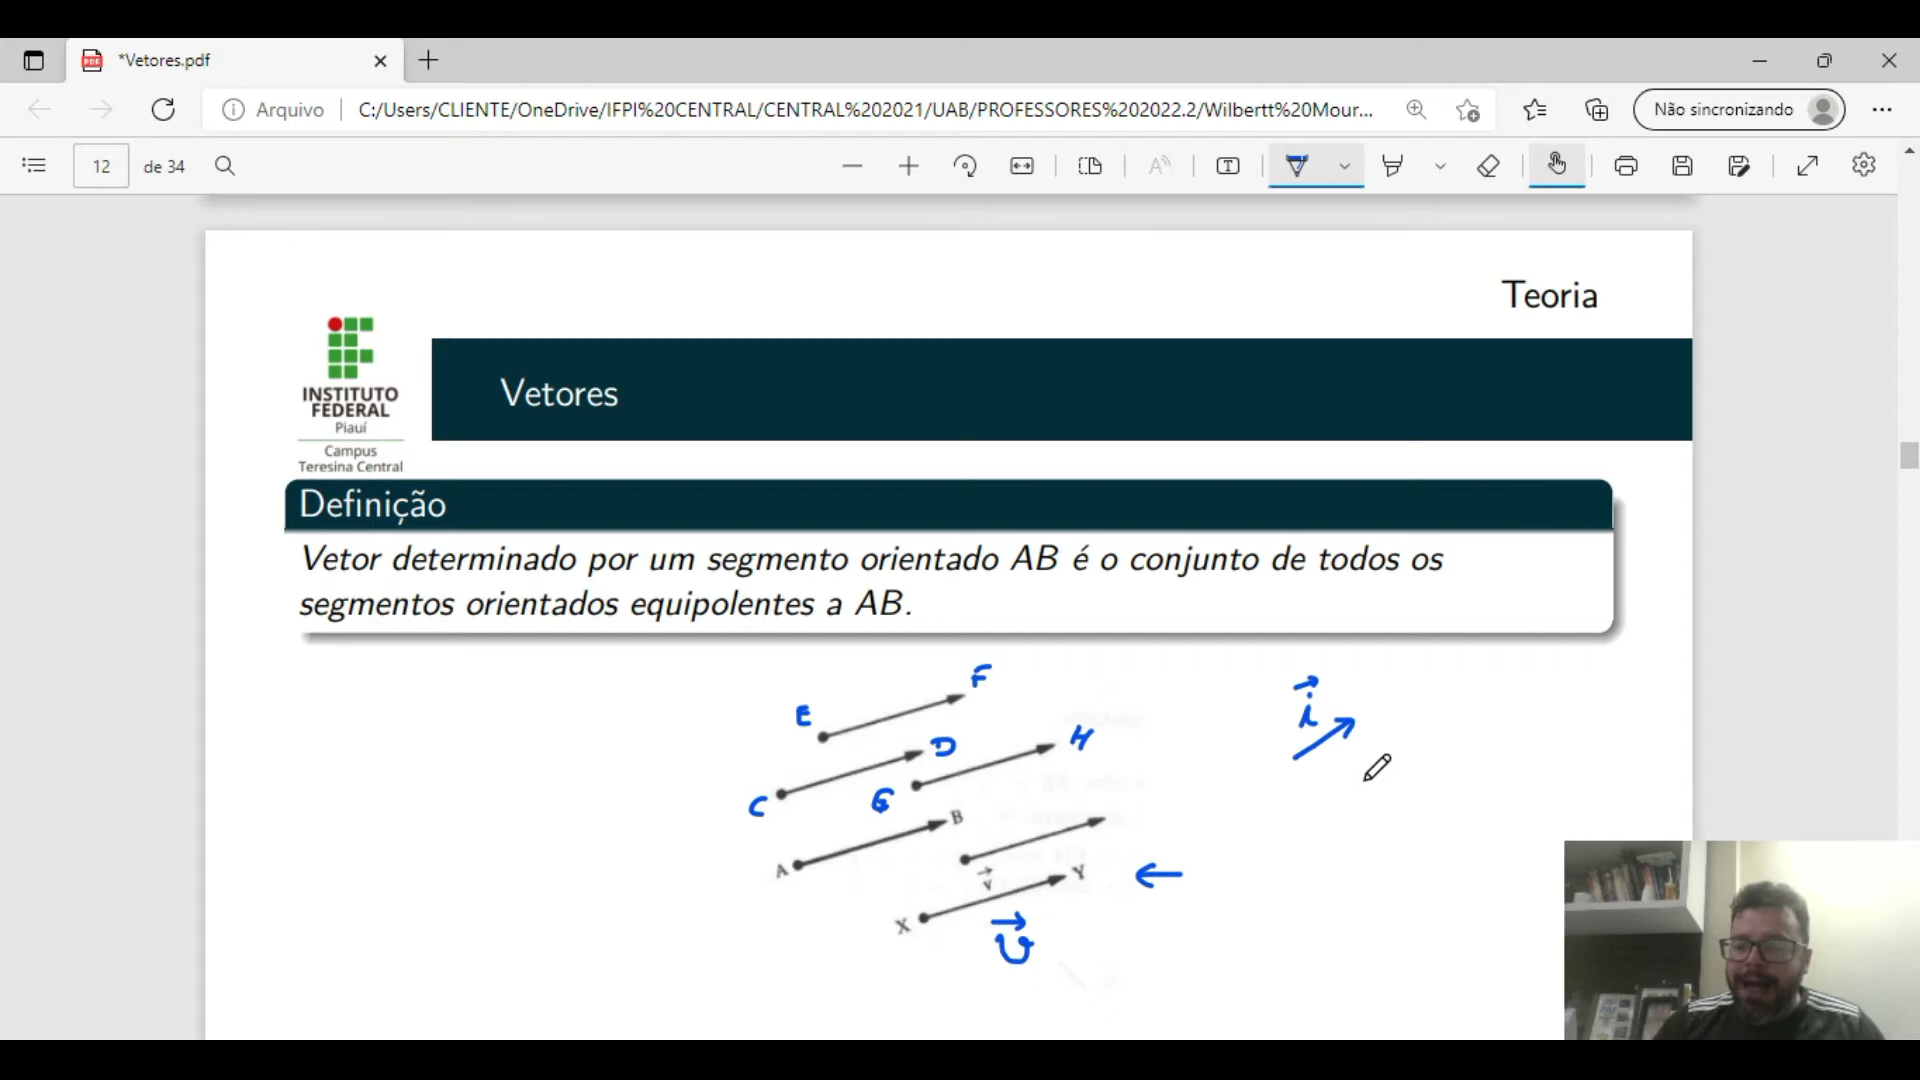 *Vetores.pdf
Arquivo
C:/Users/CLIENTE/OneDrive/IFPI%20CENTRAL/CENTRAL%202021/UAB/PROFESSORES%202022.2/Wilbertt%20Mour...
Não sincronizando
12 de 34
Teoria
INSTITUTO
FEDERAL
Piauí
Campus
Teresina Central
Vetores
Definição
Vetor determinado por um segmento orientado AB é o conjunto de todos os
segmentos orientados equipolentes a AB.
E F
i
C D
G H
A B
v
X Y
v